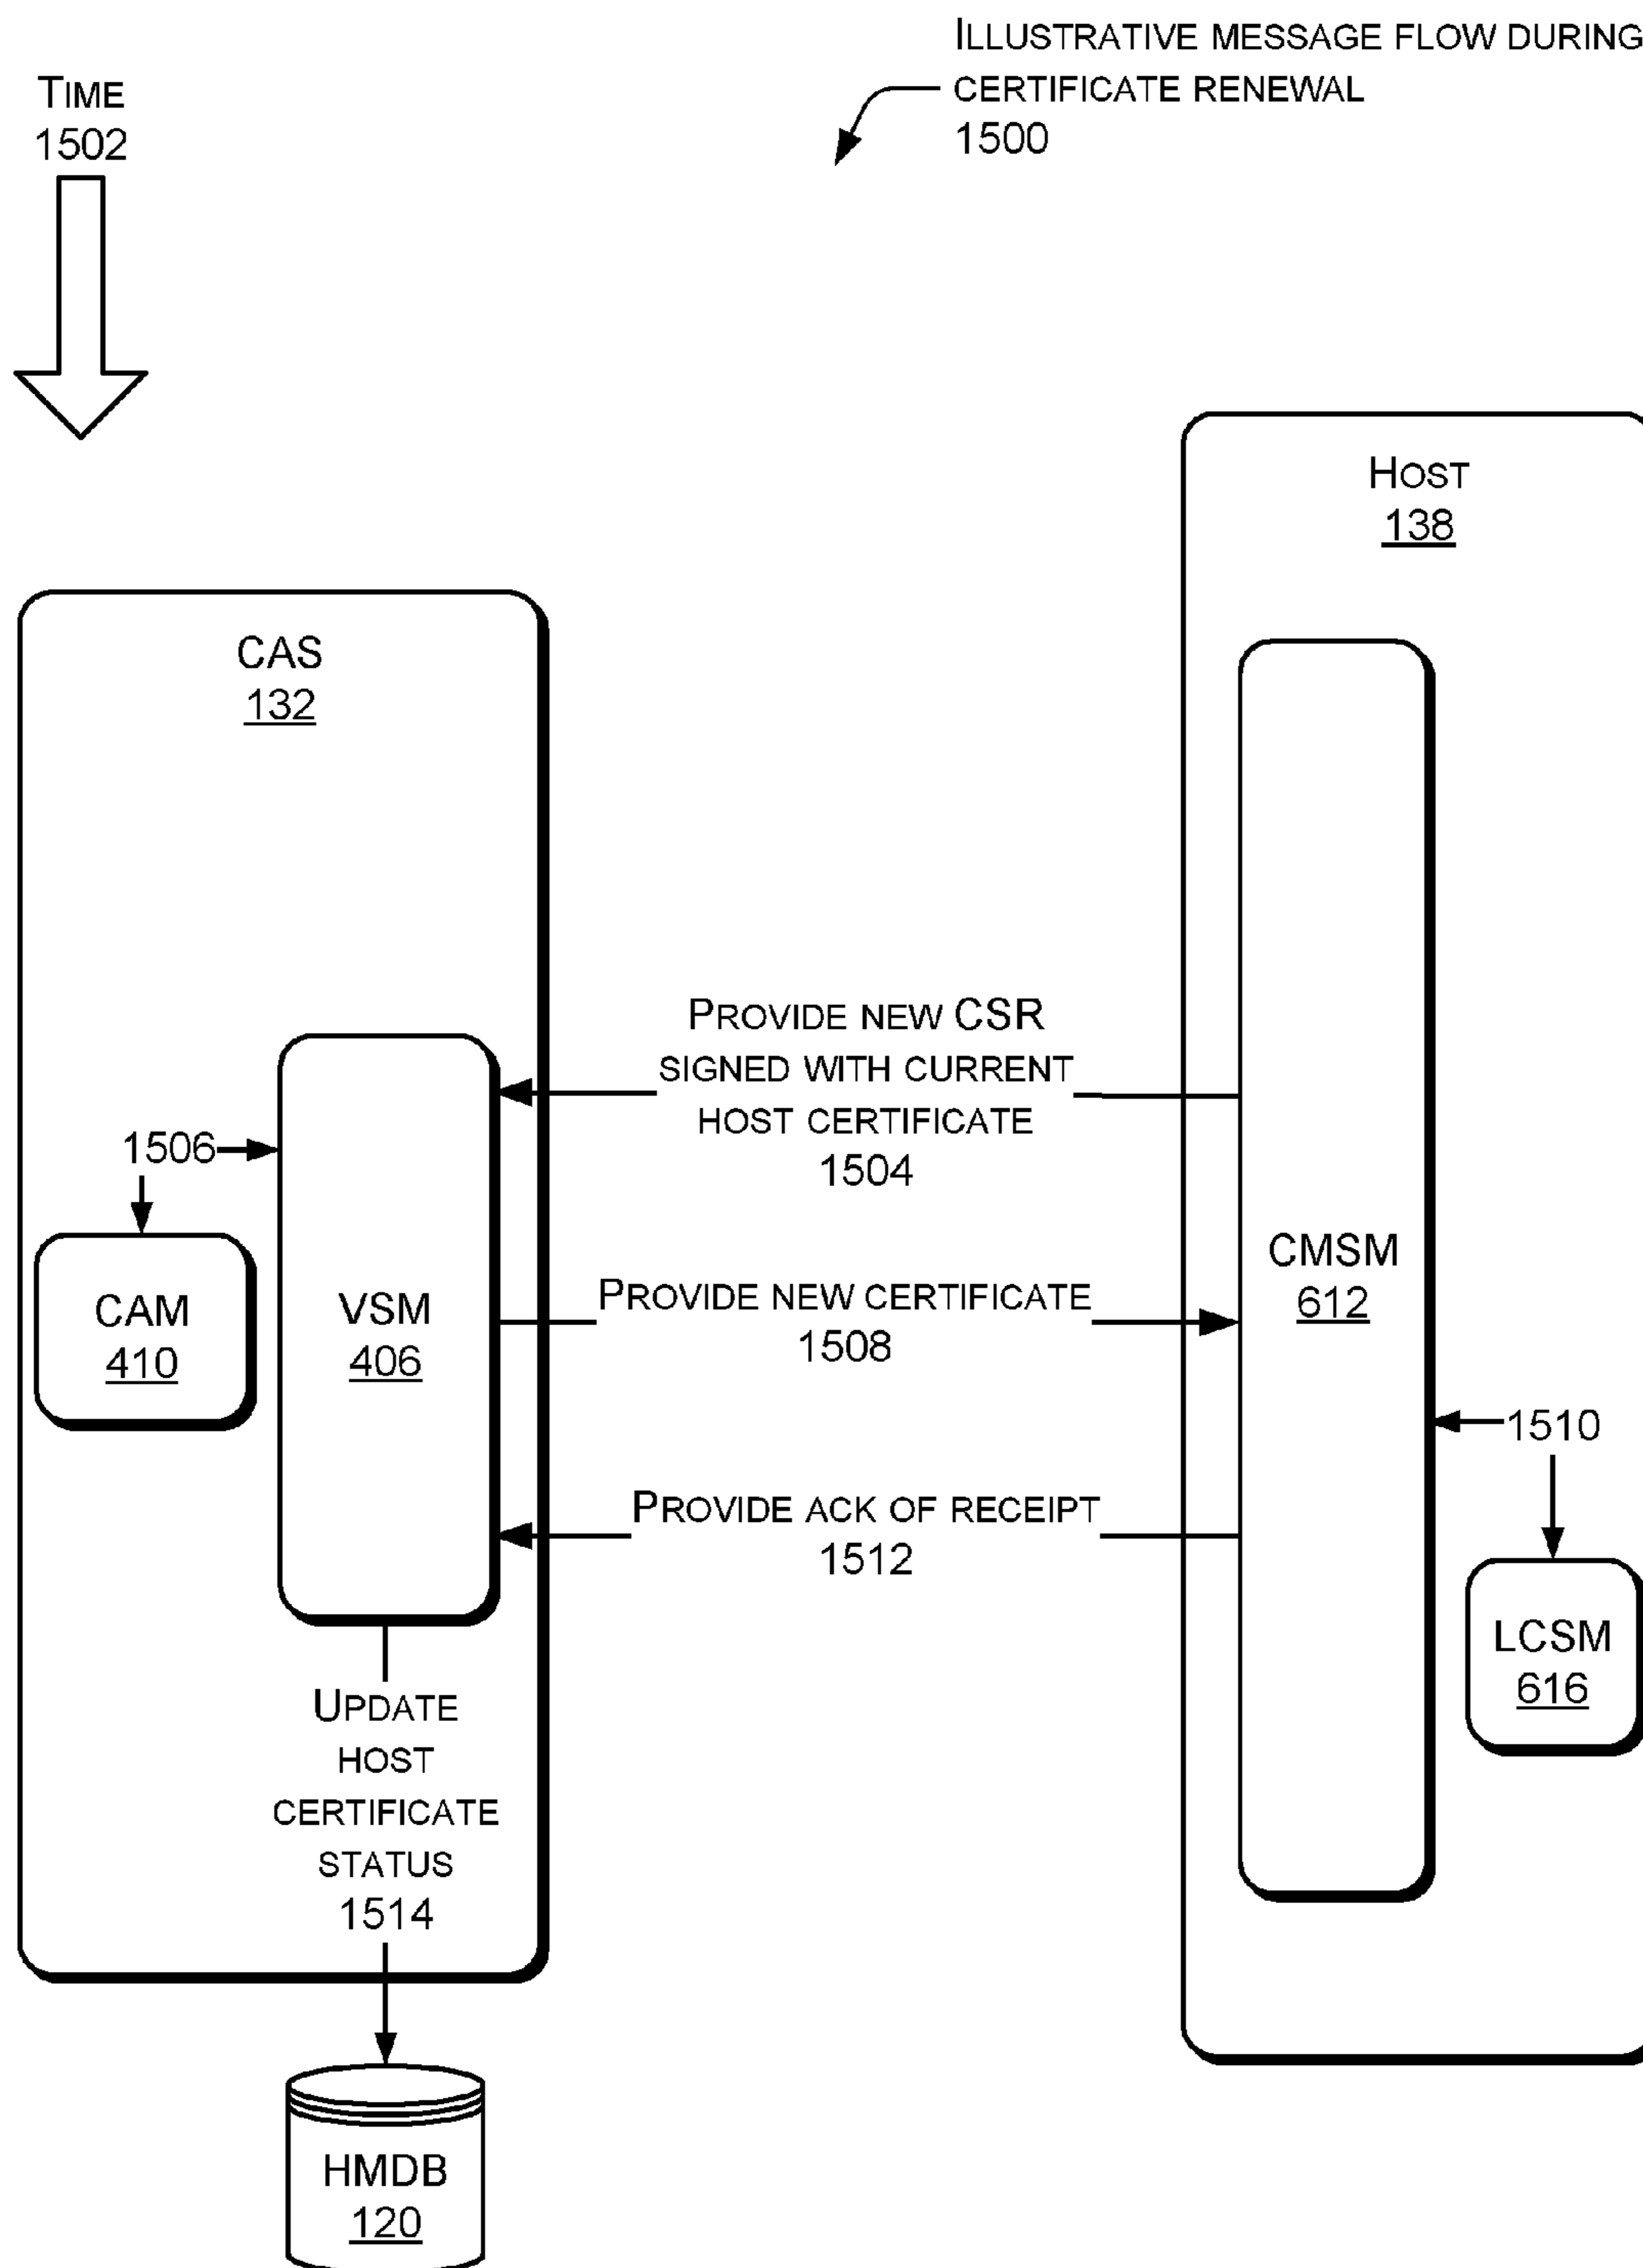 ILLUSTRATIVE MESSAGE FLOW DURING
CERTIFICATE RENEWAL
1500
TIME
1502
HOST
138
CAS
132
PROVIDE NEW CSR
SIGNED WITH CURRENT
HOST CERTIFICATE
1504
1506
CMSM
612
CAM
410
VSM
406
PROVIDE NEW CERTIFICATE
1508
1510
PROVIDE ACK OF RECEIPT
1512
LCSM
616
UPDATE
HOST
CERTIFICATE
STATUS
1514
HMDB
120